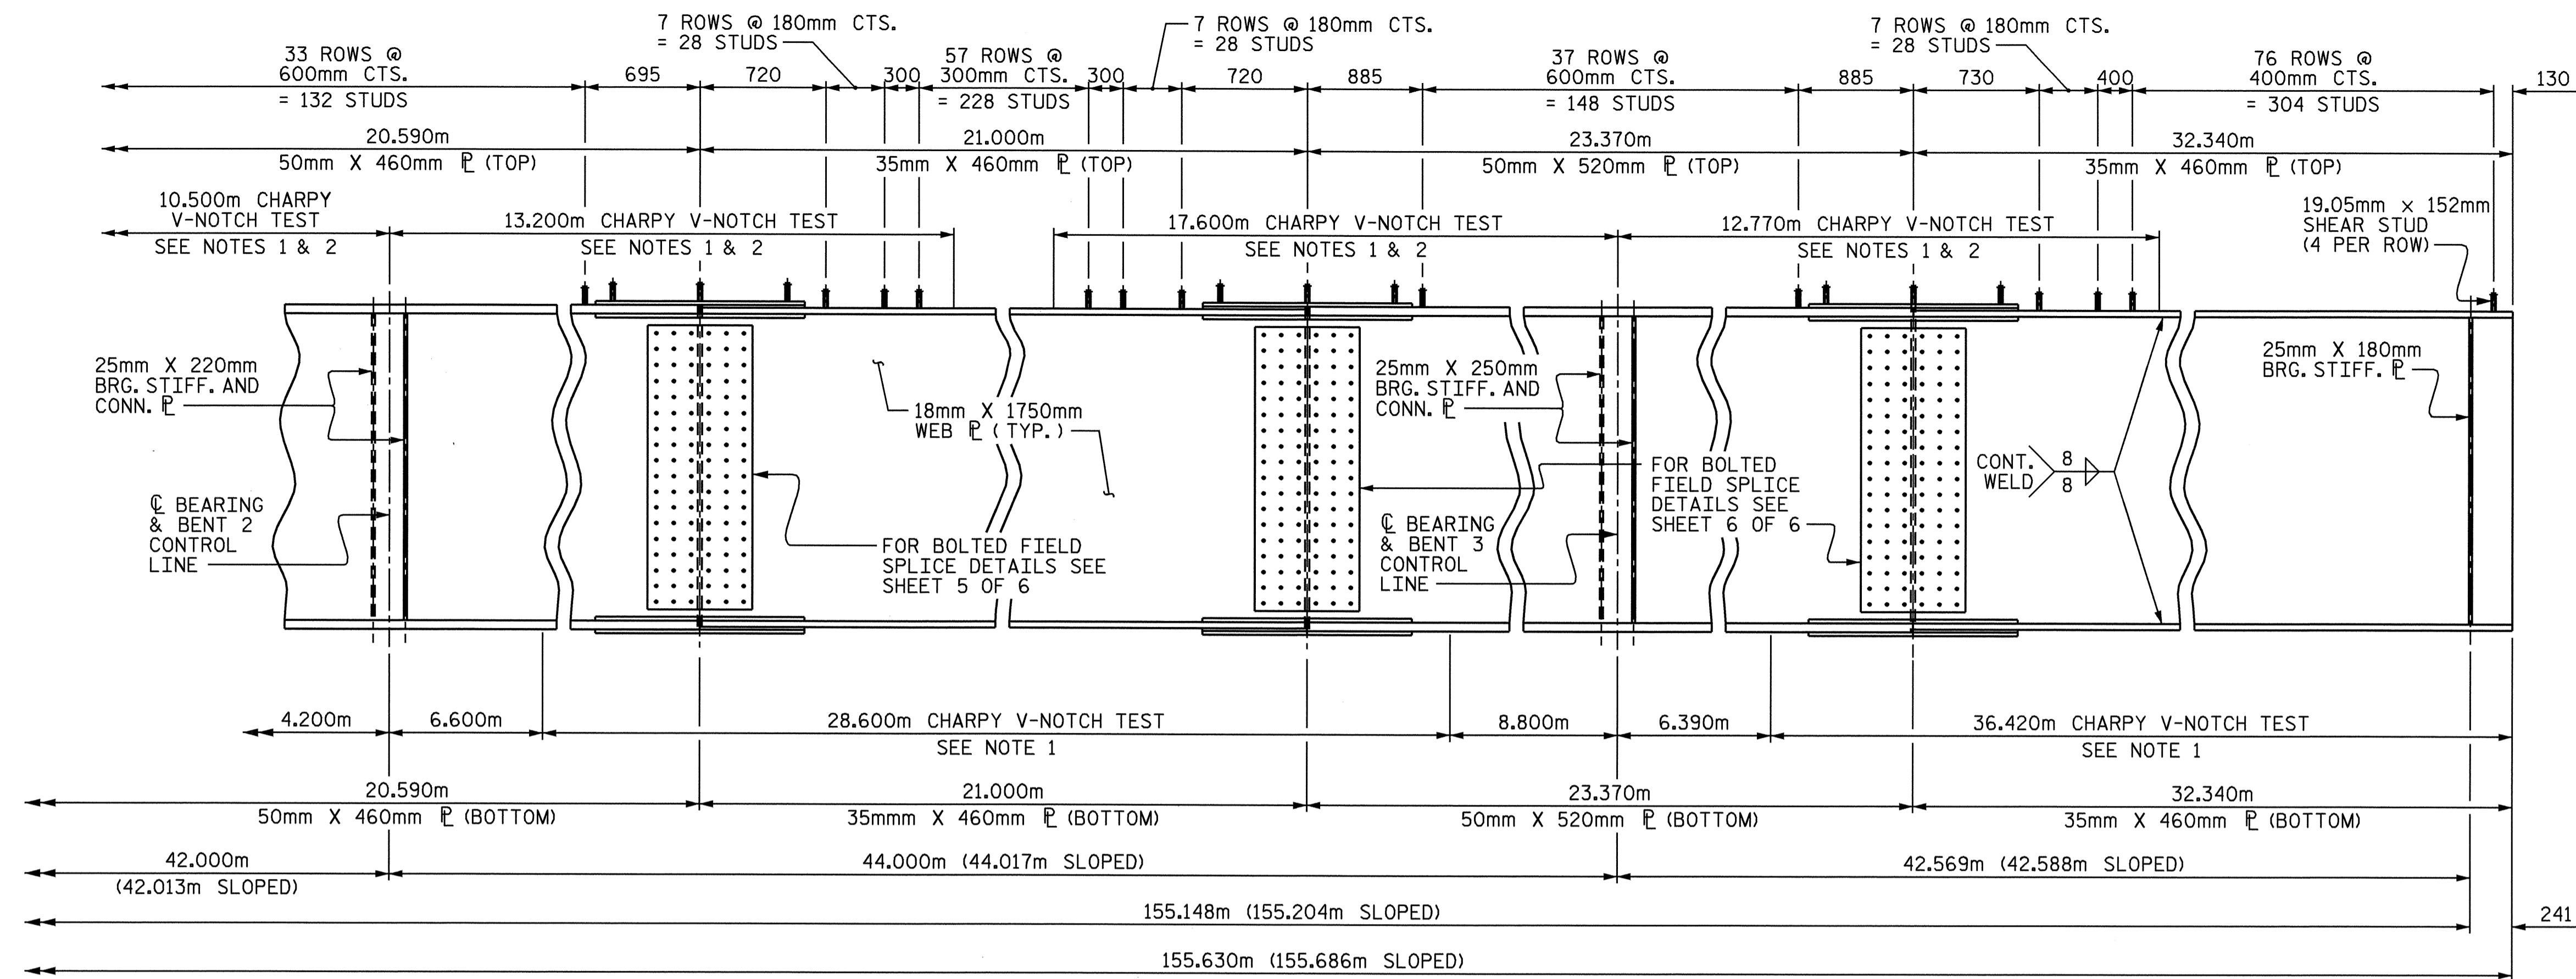 7 ROWS @ 180mm CTS.
= 28 STUDS
7 ROWS @ 180mm CTS.
= 28 STUDS
7 ROWS @ 180mm CTS.
= 28 STUDS
33 ROWS @
600mm CTS.
= 132 STUDS
695
720
300
57 ROWS @
300mm CTS.
= 228 STUDS
300
720
885
37 ROWS @
600mm CTS.
= 148 STUDS
885
730
400
76 ROWS @
400mm CTS.
= 304 STUDS
130
20.590m
50mm X 460mm ℄ (TOP)
21.000m
35mm X 460mm ℄ (TOP)
23.370m
50mm X 520mm ℄ (TOP)
32.340m
35mm X 460mm ℄ (TOP)
10.500m CHARPY
V-NOTCH TEST
SEE NOTES 1 & 2
13.200m CHARPY V-NOTCH TEST
SEE NOTES 1 & 2
17.600m CHARPY V-NOTCH TEST
SEE NOTES 1 & 2
12.770m CHARPY V-NOTCH TEST
SEE NOTES 1 & 2
19.05mm x 152mm
SHEAR STUD
(4 PER ROW)
25mm X 220mm
BRG. STIFF. AND
CONN. PL
18mm X 1750mm
WEB PL (TYP.)
25mm X 250mm
BRG. STIFF. AND
CONN. PL
25mm X 180mm
BRG. STIFF. PL
℄ BEARING
& BENT 2
CONTROL
LINE
FOR BOLTED FIELD
SPLICE DETAILS SEE
SHEET 5 OF 6
℄ BEARING
& BENT 3
CONTROL
LINE
FOR BOLTED
FIELD SPLICE
DETAILS SEE
SHEET 6 OF 6
CONT.
WELD
8
8
4.200m
6.600m
28.600m CHARPY V-NOTCH TEST
SEE NOTE 1
8.800m
6.390m
36.420m CHARPY V-NOTCH TEST
SEE NOTE 1
20.590m
50mm X 460mm PL (BOTTOM)
21.000m
35mmm X 460mm PL (BOTTOM)
23.370m
50mm X 520mm PL (BOTTOM)
32.340m
35mm X 460mm PL (BOTTOM)
42.000m
(42.013m SLOPED)
44.000m (44.017m SLOPED)
42.569m (42.588m SLOPED)
155.148m (155.204m SLOPED)
241
155.630m (155.686m SLOPED)